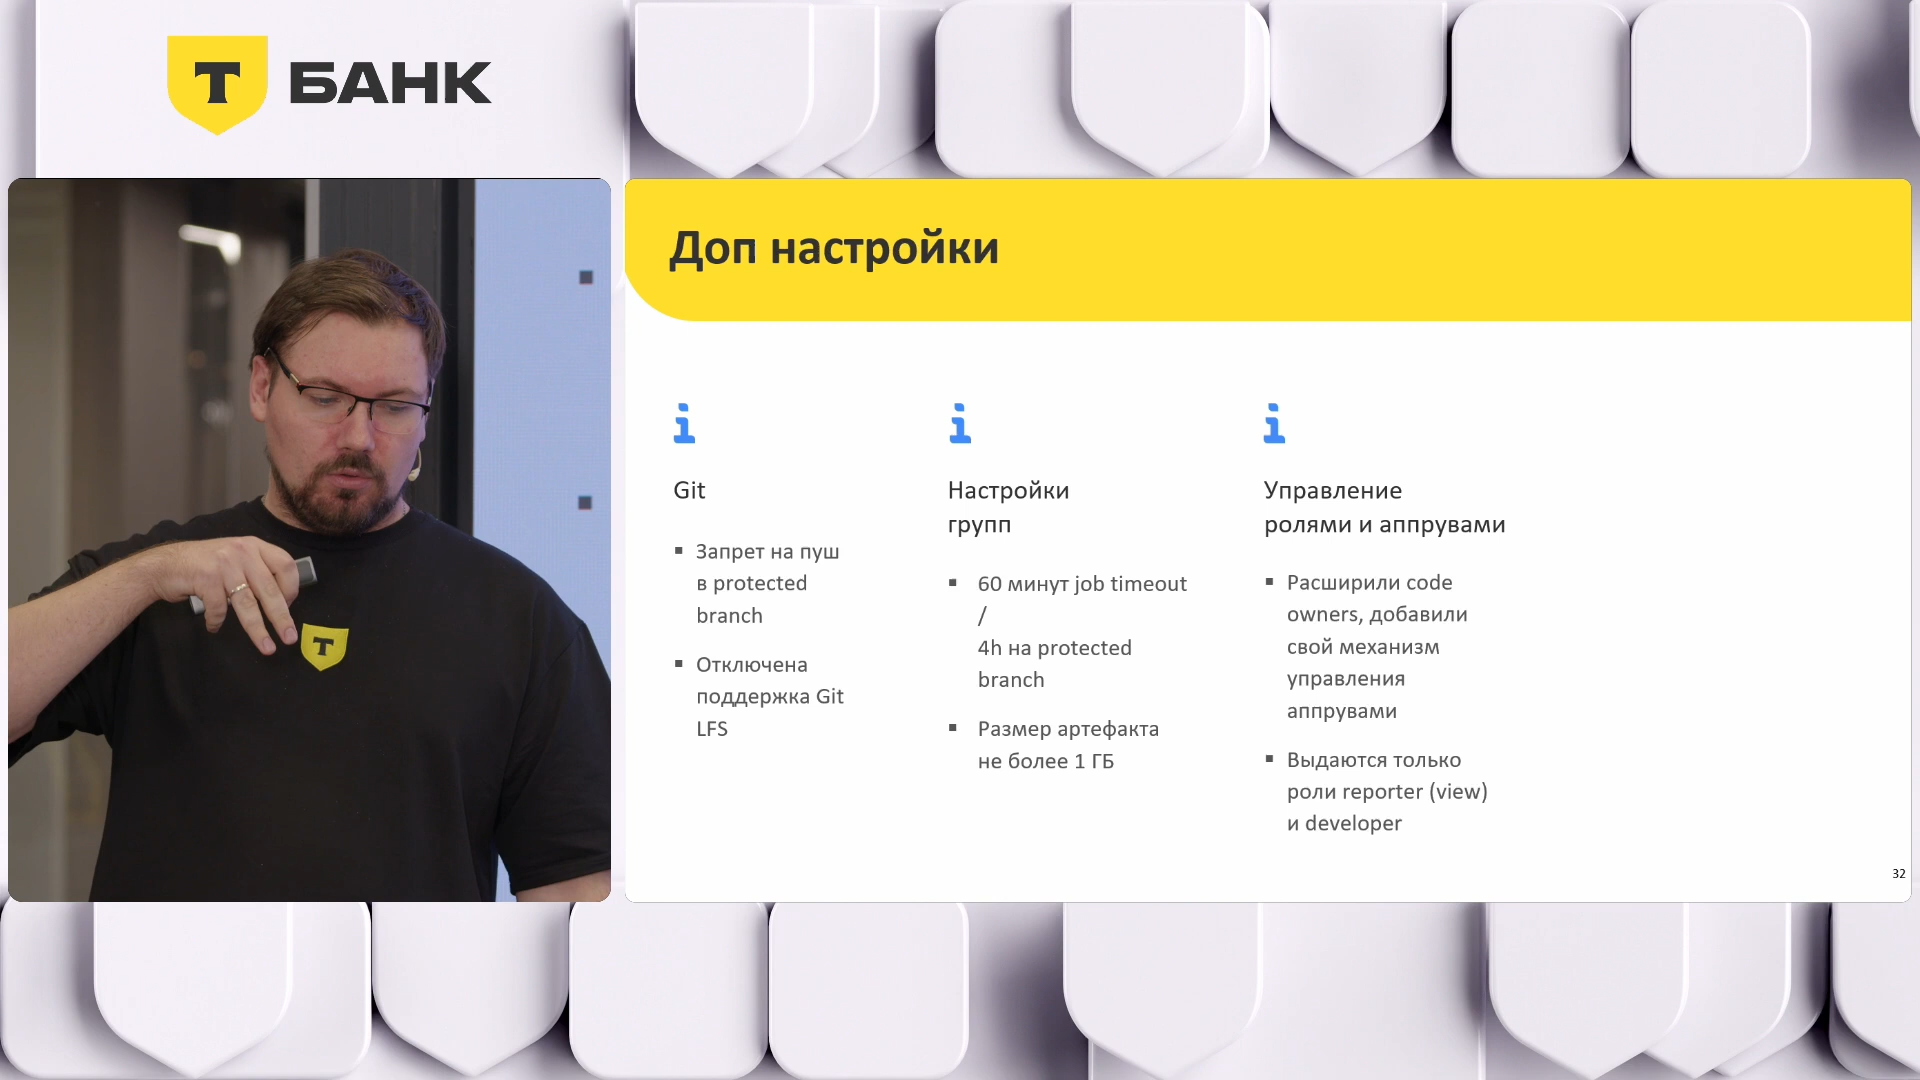 Т БАНК
Доп настройки
Git
Запрет на пуш
в protected
branch
Отключена
поддержка Git
LFS
Настройки
групп
60 минут job timeout
/
4h на protected
branch
Размер артефакта
не более 1 ГБ
Управление
ролями и аппрувами
Расширили code
owners, добавили
свой механизм
управления
аппрувами
Выдаются только
роли reporter (view)
и developer
32
Т